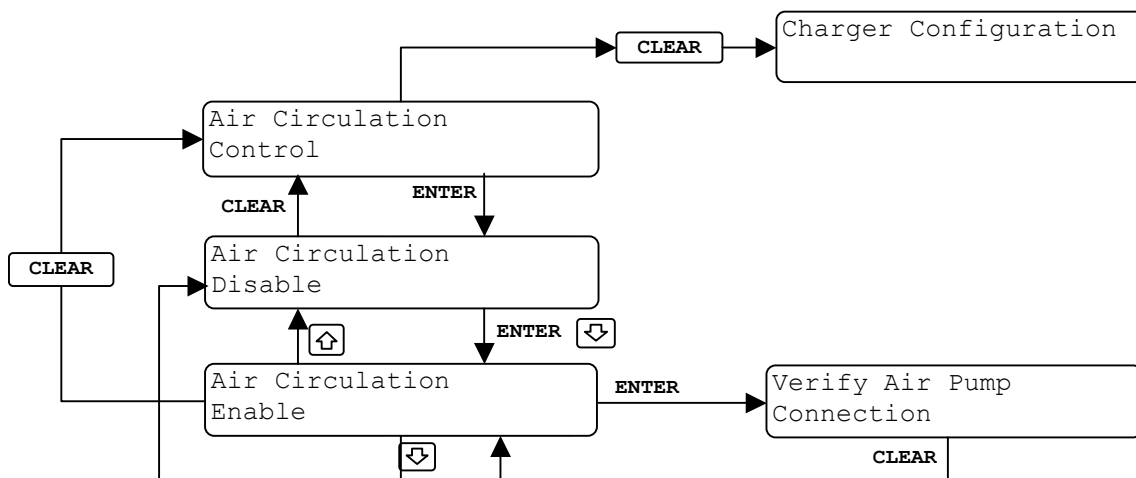 Charger Configuration
CLEAR
Air Circulation
Control
CLEAR
ENTER
Air Circulation
Disable
CLEAR
ENTER
Air Circulation
Enable
ENTER
Verify Air Pump
Connection
CLEAR